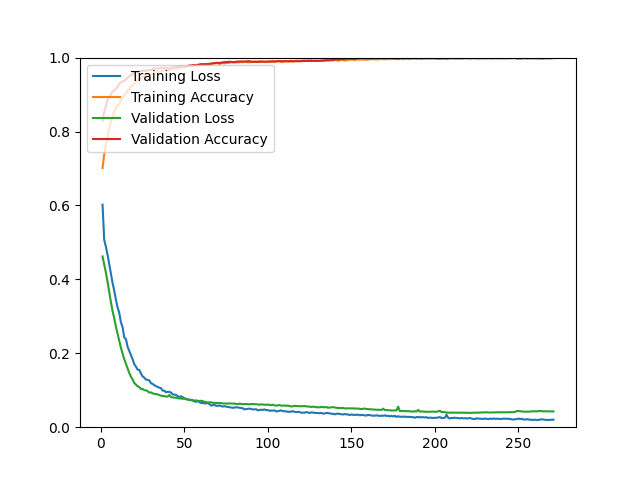 1.0
0.8
0.6
0.4
0.2
0.0
Training Loss
Training Accuracy
Validation Loss
Validation Accuracy
0 50 100 150 200 250